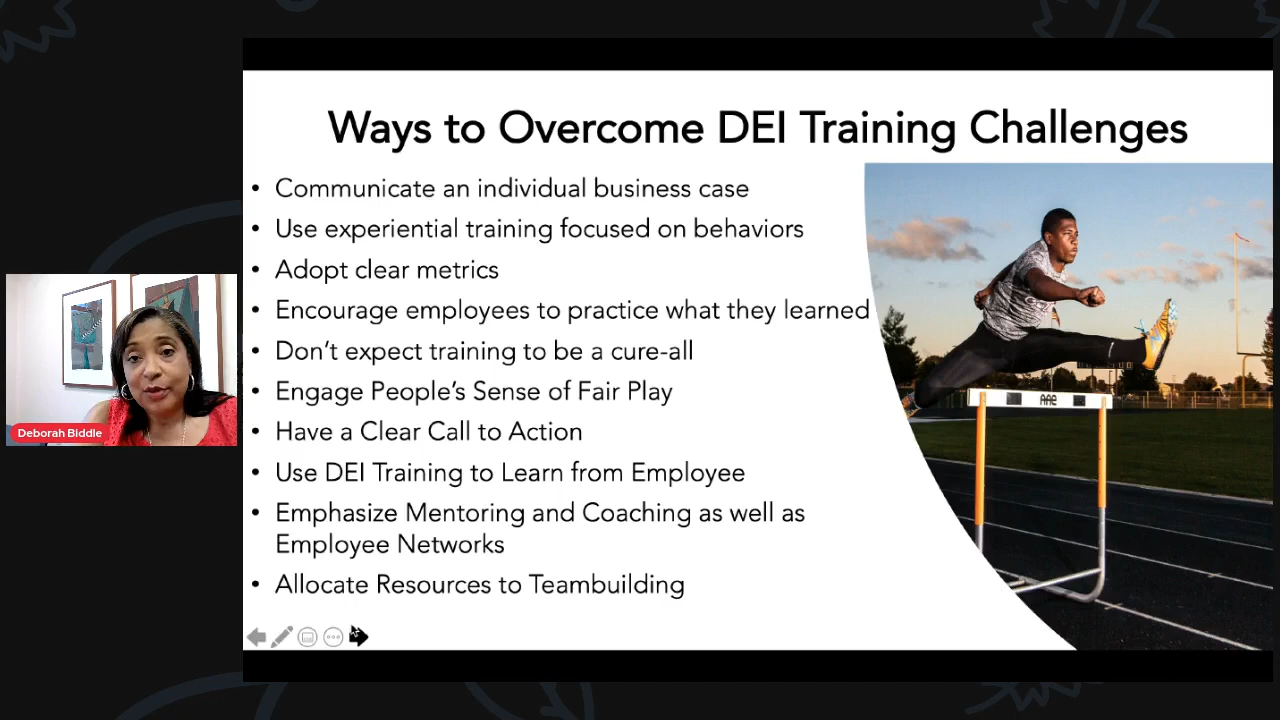 Ways to Overcome DEI Training Challenges
• Communicate an individual business case
• Use experiential training focused on behaviors
• Adopt clear metrics
• Encourage employees to practice what they learned
• Don’t expect training to be a cure-all
• Engage People’s Sense of Fair Play
• Have a Clear Call to Action
• Use DEI Training to Learn from Employee
• Emphasize Mentoring and Coaching as well as
Employee Networks
• Allocate Resources to Teambuilding
Deborah Biddle
AAE